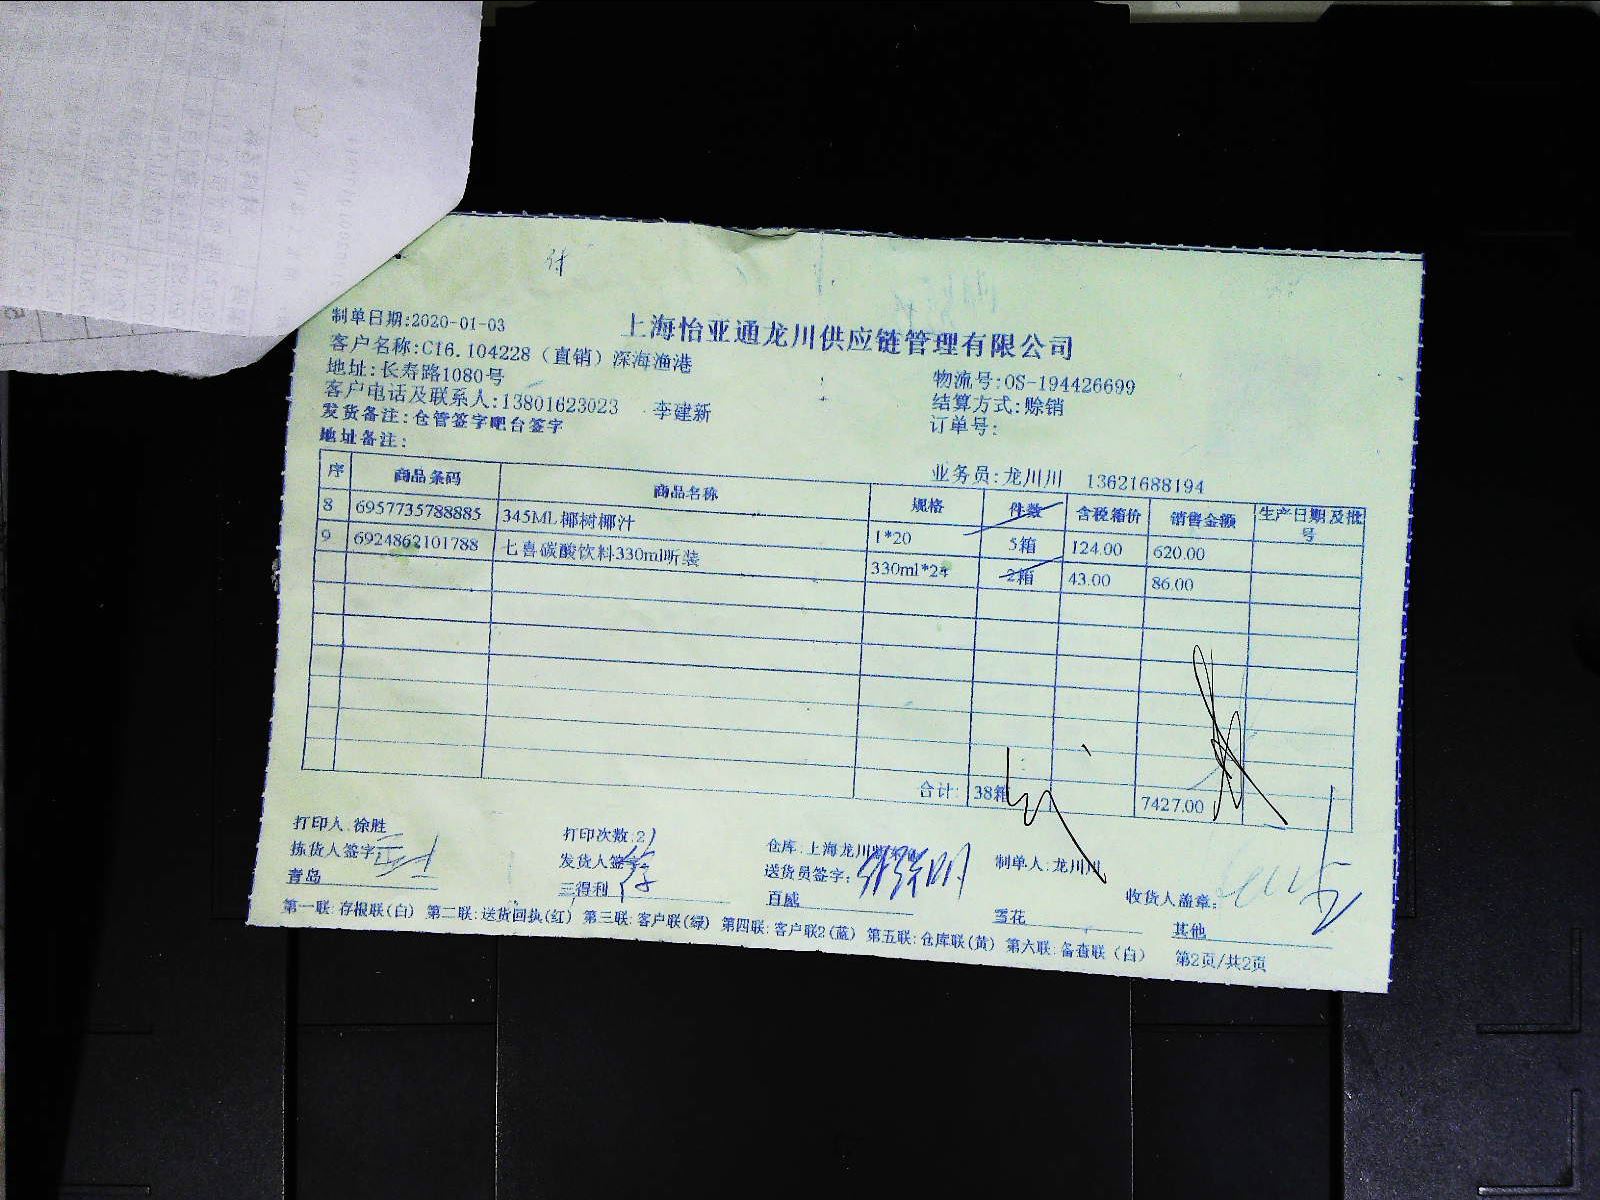 付
制单日期:2020-01-03
上海怡亚通龙川供应链管理有限公司
客户名称:C16.104228（直销）深海渔港
地址:长寿路1080号
物流号:OS-194426699
客户电话及联系人:13801623023 李建新
结算方式:赊销
发货备注:仓管签字吧台签字
订单号:
地址备注:
业务员:龙川川 13621688194
序 商品条码 商品名称 规格 件数 含税箱价 销售金额 生产日期及批号
8 6957735788885 345ML椰树椰汁 1*20 5箱 124.00 620.00
9 6924862101788 七喜碳酸饮料330ml听装 330ml*24 2箱 43.00 86.00
合计: 38箱 7427.00
打印人:徐胜 打印次数:2 仓库:上海龙川 制单人:龙川川 收货人盖章:
拣货人签字 发货人签字: 送货员签字:
青岛 三得利 百威 雪花 其他
第一联:存根联(白) 第二联:送货回执(红) 第三联:客户联(绿) 第四联:客户联2(蓝) 第五联:仓库联(黄) 第六联:备查联（白） 第2页/共2页